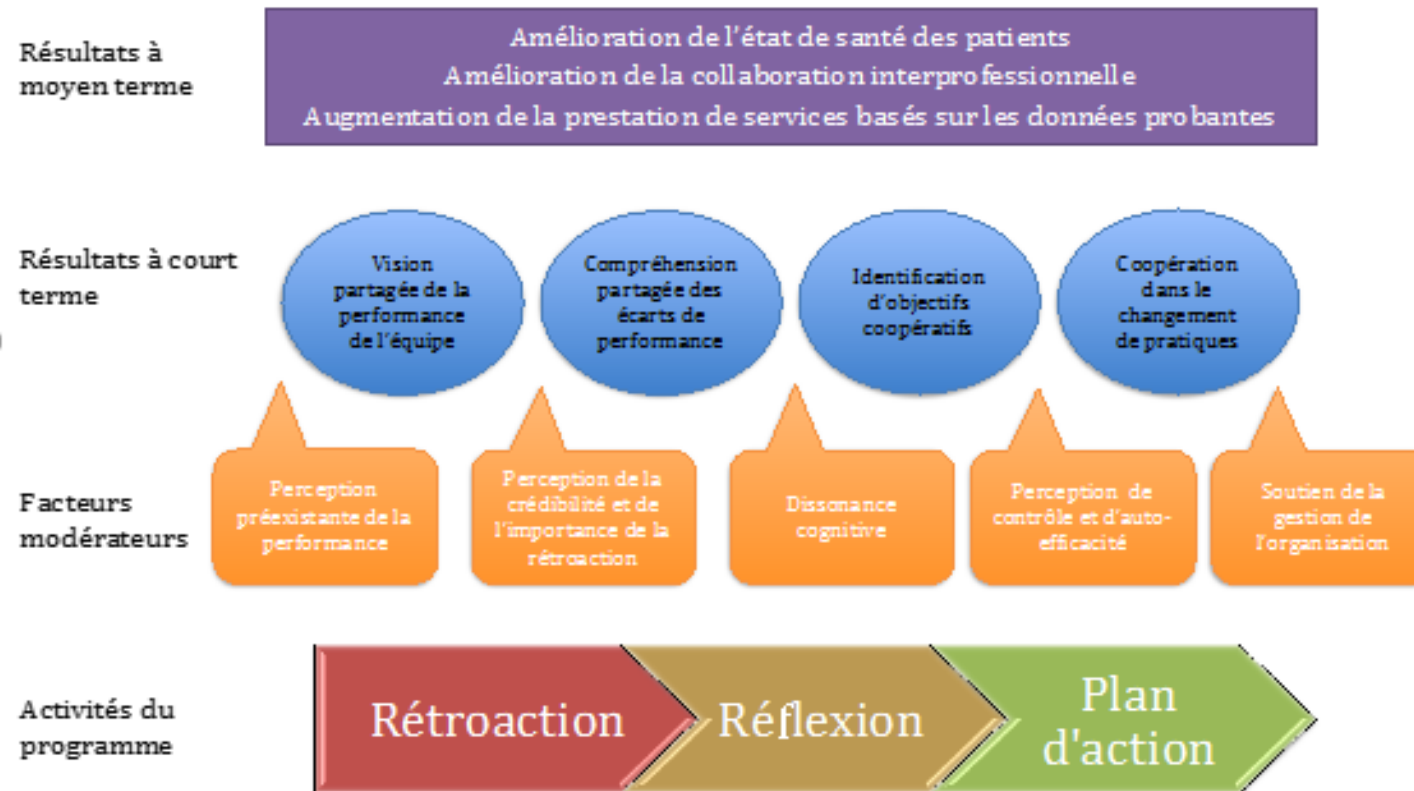 Résultats à
moyen terme
Amélioration de l'état de santé des patients
Amélioration de la collaboration interprofessionnelle
Augmentation de la prestation de services basés sur les données probantes
Résultats à court
terme
Vision
partagée de la
performance
de l'équipe
Compréhension
partagée des
écarts de
performance
Identification
d'objectifs
coopératifs
Coopération
dans le
changement
de pratiques
Facteurs
modérateurs
Perception
préexistante de la
performance
Perception de la
crédibilité et de
l'importance de la
rétroaction
Dissonance
cognitive
Perception de
contrôle et d'auto-
efficacité
Soutien de la
gestion de
l'organisation
Activités du
programme
Rétroaction
Réflexion
Plan
d'action